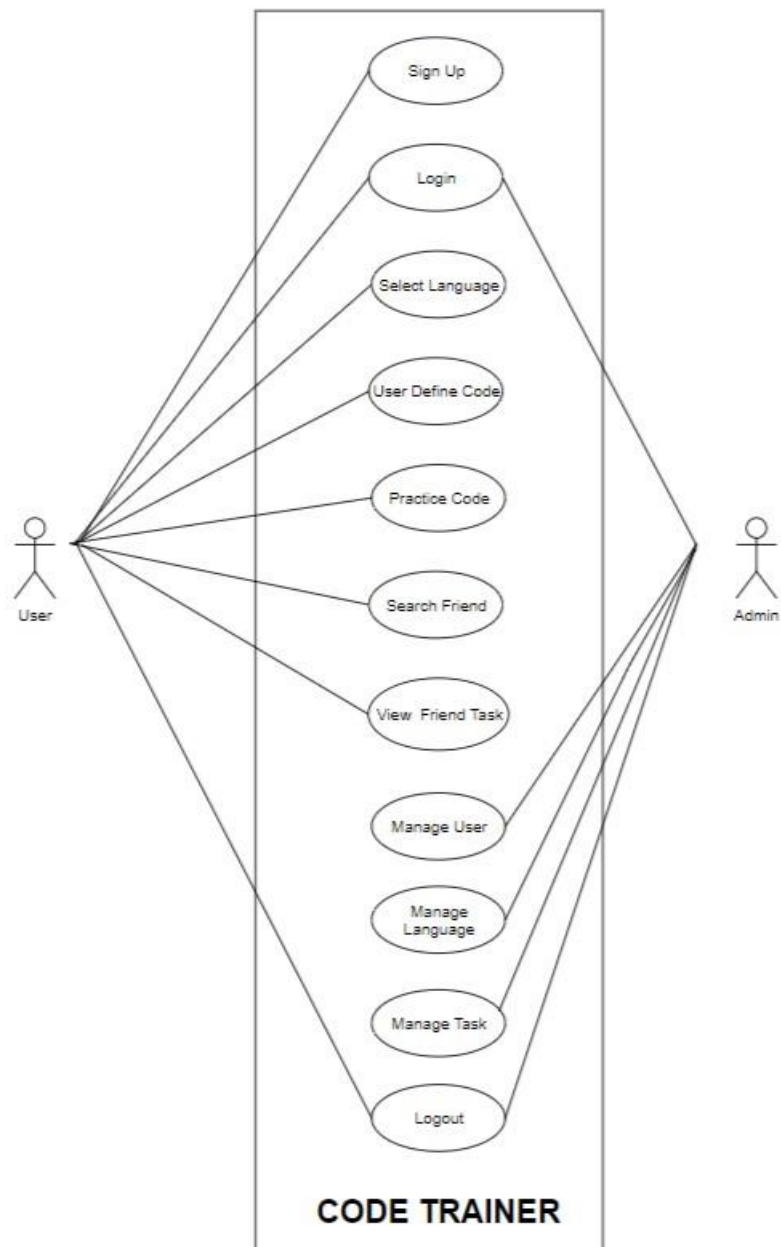 Sign Up
Login
Select Language
User Define Code
Practice Code
User
Search Friend
Admin
View Friend Task
Manage User
Manage
Language
Manage Task
Logout
CODE TRAINER